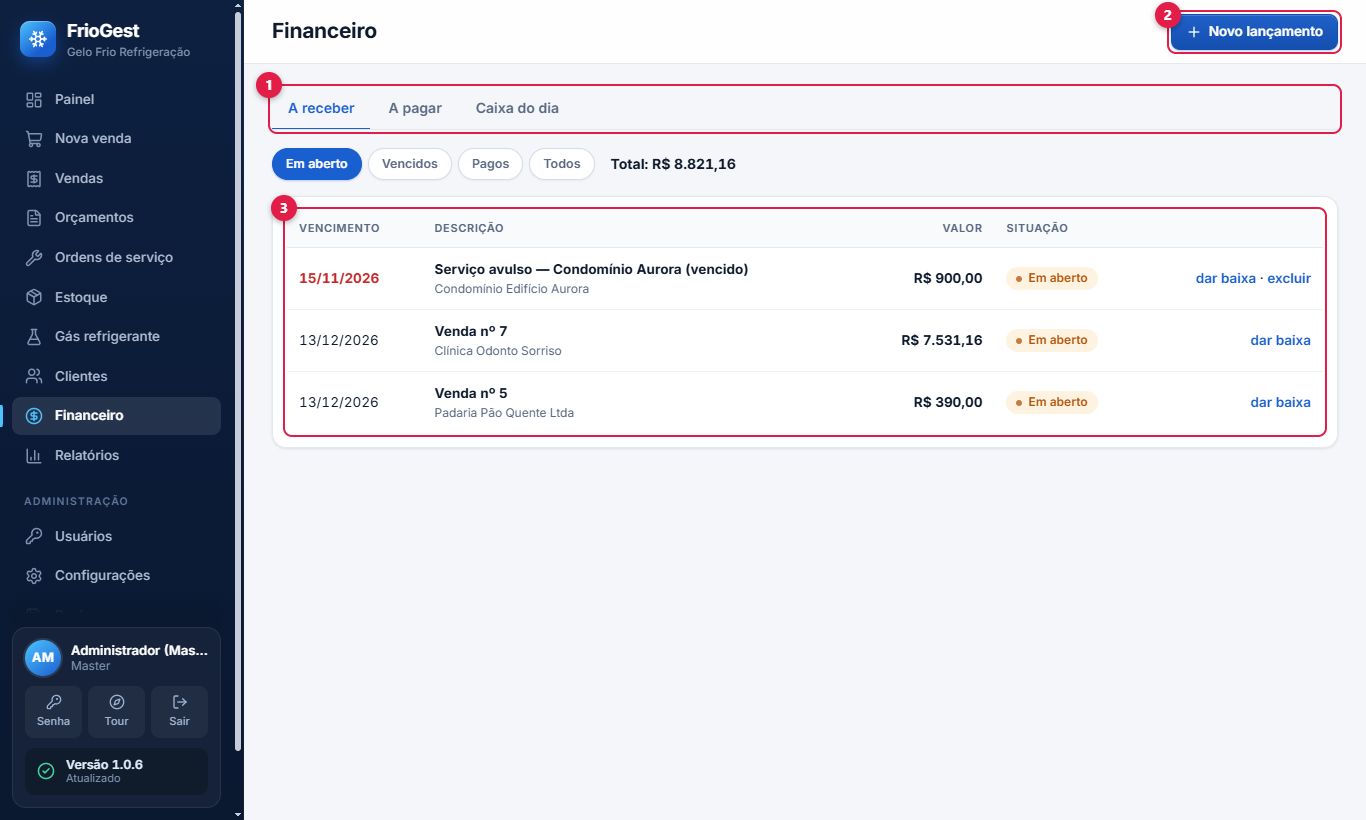 FrioGest
Gelo Frio Refrigeração
Painel
Nova venda
Vendas
Orçamentos
Ordens de serviço
Estoque
Gás refrigerante
Clientes
Financeiro
Relatórios
ADMINISTRAÇÃO
Usuários
Configurações
AM
Administrador (Mas...
Master
Senha Tour Sair
Versão 1.0.6
Atualizado
Financeiro
2
Novo lançamento
1
A receber A pagar Caixa do dia
Em aberto Vencidos Pagos Todos Total: R$ 8.821,16
3
VENCIMENTO DESCRIÇÃO VALOR SITUAÇÃO
15/11/2026 Serviço avulso — Condomínio Aurora (vencido) R$ 900,00 Em aberto dar baixa · excluir
Condomínio Edifício Aurora
13/12/2026 Venda nº 7 R$ 7.531,16 Em aberto dar baixa
Clínica Odonto Sorriso
13/12/2026 Venda nº 5 R$ 390,00 Em aberto dar baixa
Padaria Pão Quente Ltda